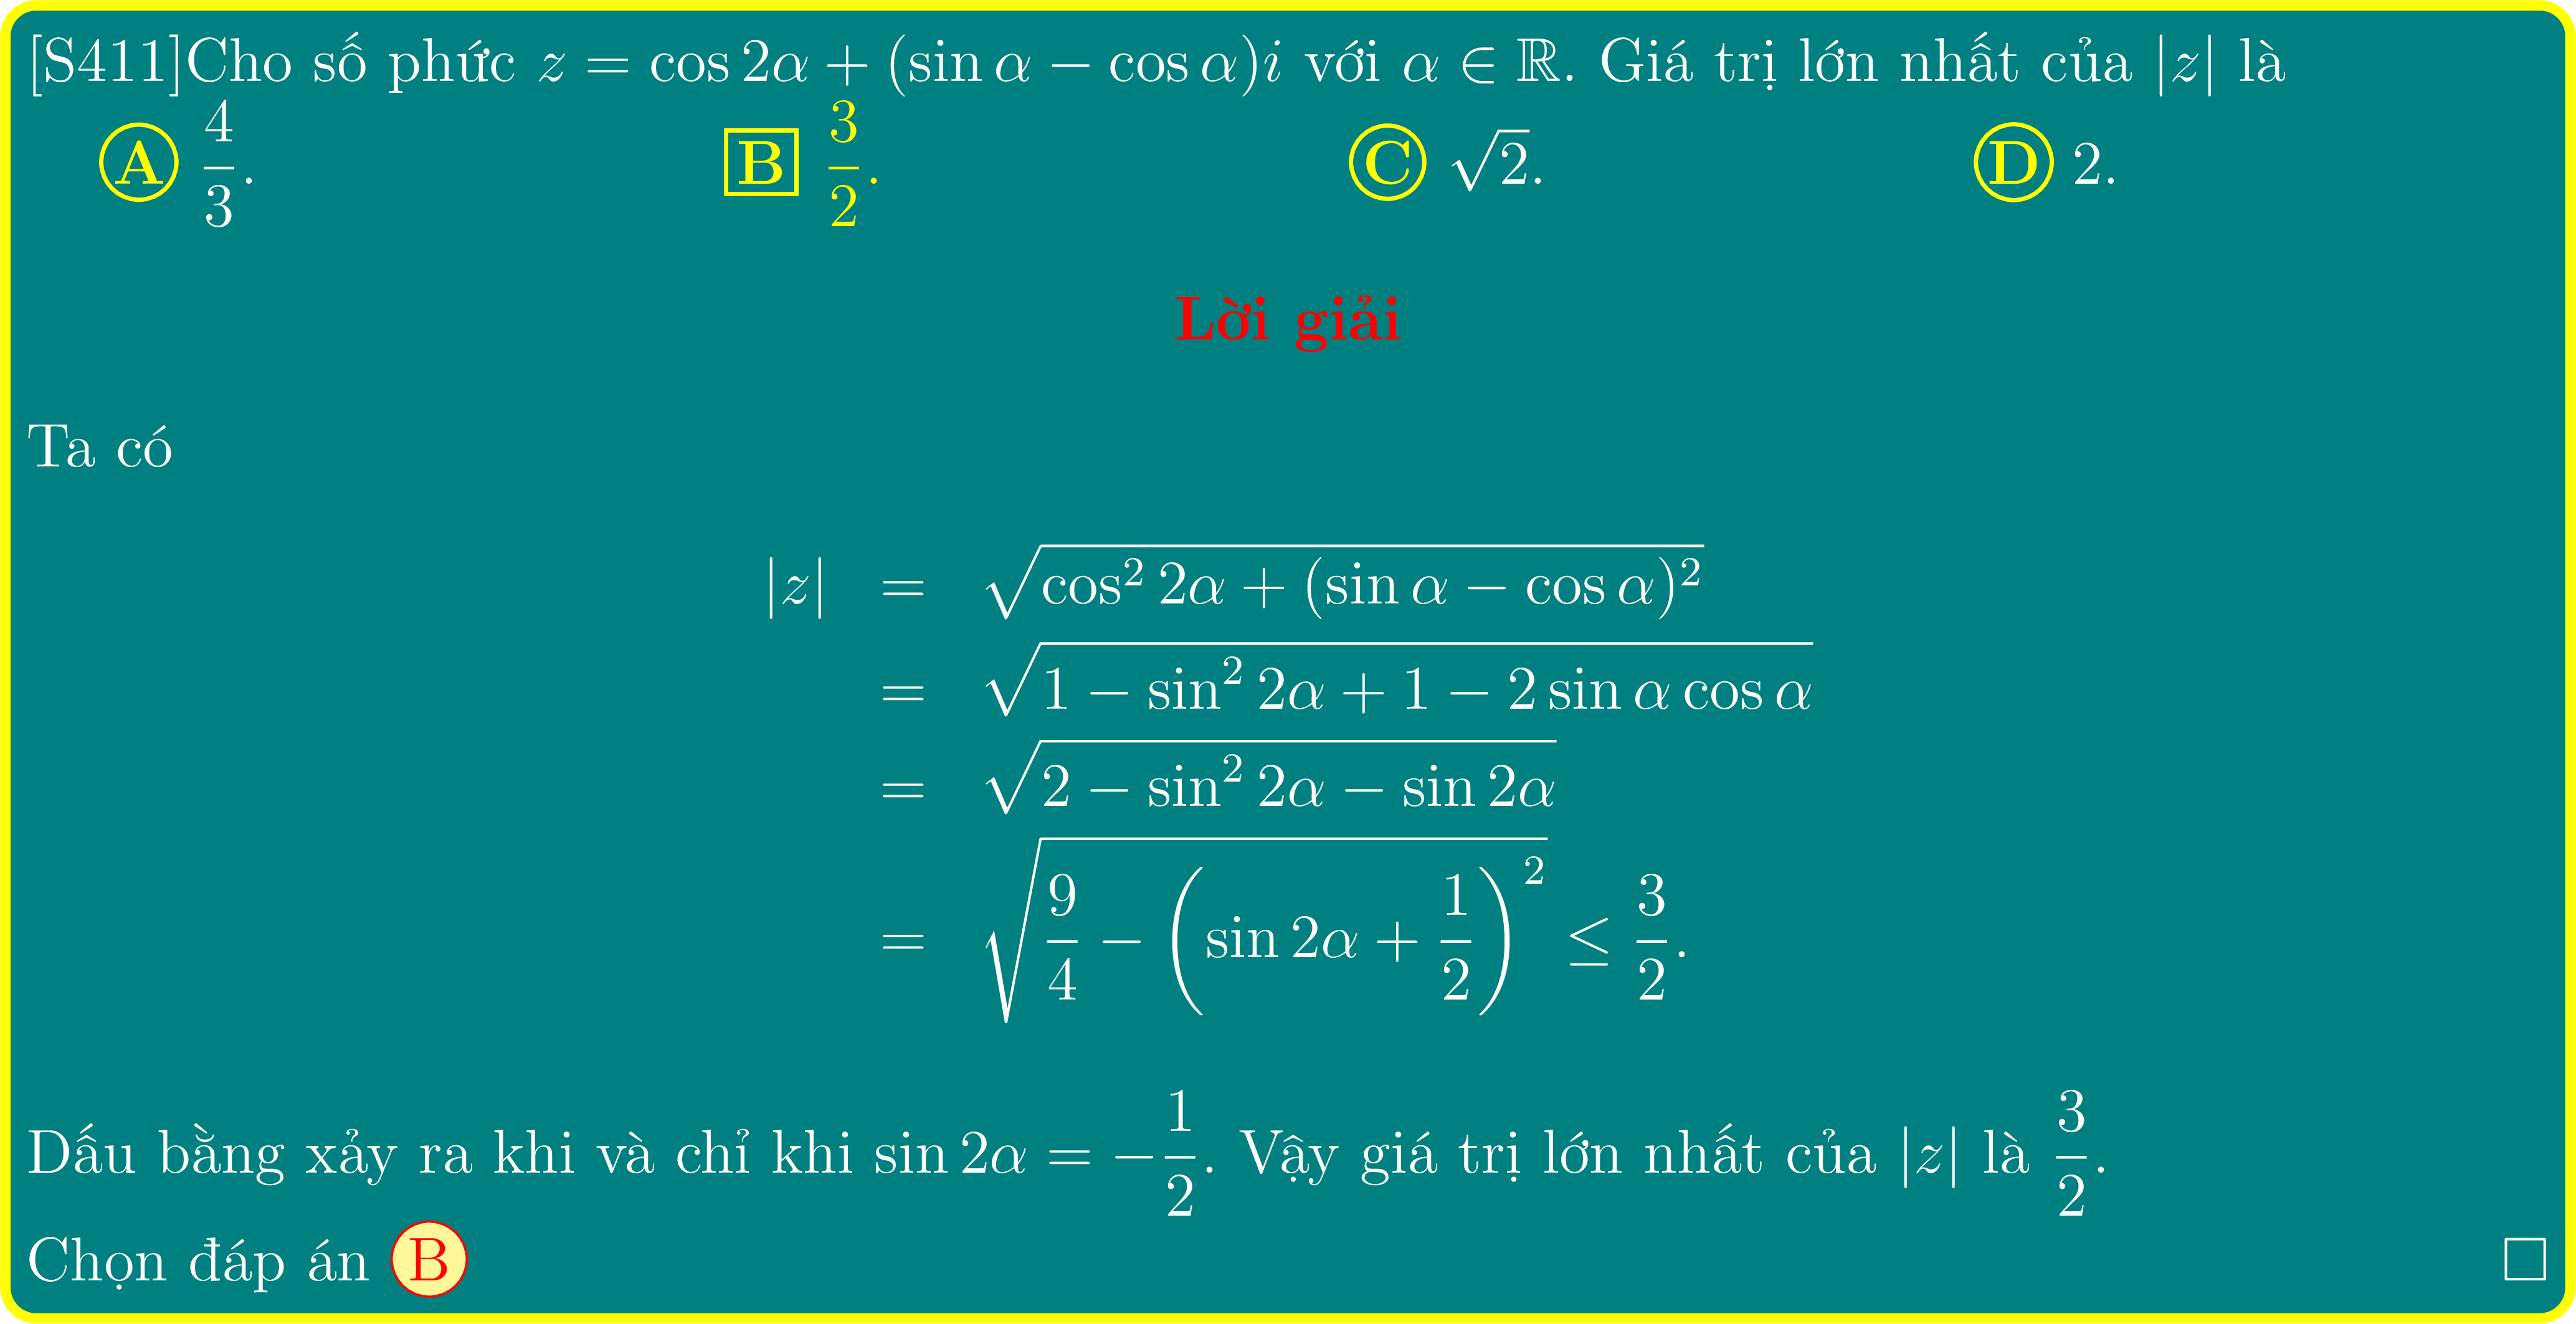 [S411]Cho số phức z = cos 2α + (sin α − cos α)i với α ∈ ℝ. Giá trị lớn nhất của |z| là
A 4/3. B 3/2. C √2. D 2.
Lời giải
Ta có
|z| = √(cos² 2α + (sin α − cos α)²)
= √(1 − sin² 2α + 1 − 2 sin α cos α)
= √(2 − sin² 2α − sin 2α)
= √(9/4 − (sin 2α + 1/2)²) ≤ 3/2.
Dấu bằng xảy ra khi và chỉ khi sin 2α = −1/2. Vậy giá trị lớn nhất của |z| là 3/2.
Chọn đáp án B □